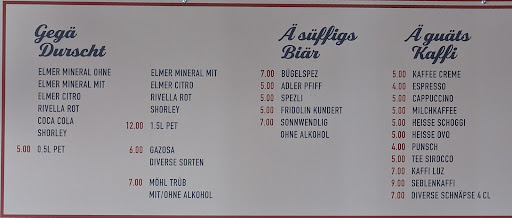 Gegä
Durscht
ELMER MINERAL OHNE
ELMER MINERAL MIT
ELMER CITRO
RIVELLA ROT
COCA COLA
SHORLEY
5.00 0.5L PET
ELMER MINERAL MIT
ELMER CITRO
RIVELLA ROT
SHORLEY
12.00 1.5L PET
6.00 GAZOSA
DIVERSE SORTEN
7.00 MÖHL TRÜB
MIT/OHNE ALKOHOL
Ä süffigs
Biär
7.00 BÜGELSPEZ
5.00 ADLER PFIFF
5.00 SPEZLI
5.00 FRIDOLIN KUNDERT
7.00 SONNWENDLIG
OHNE ALKOHOL
Ä guäts
Kaffi
5.00 KAFFEE CREME
4.00 ESPRESSO
5.00 CAPPUCCINO
5.00 MILCHKAFFEE
5.00 HEISSE SCHOGGI
5.00 HEISSE OVO
4.00 PUNSCH
5.00 TEE SIROCCO
7.00 KAFFI LUZ
9.00 SEBLENKAFFI
7.00 DIVERSE SCHNÄPSE 4 CL